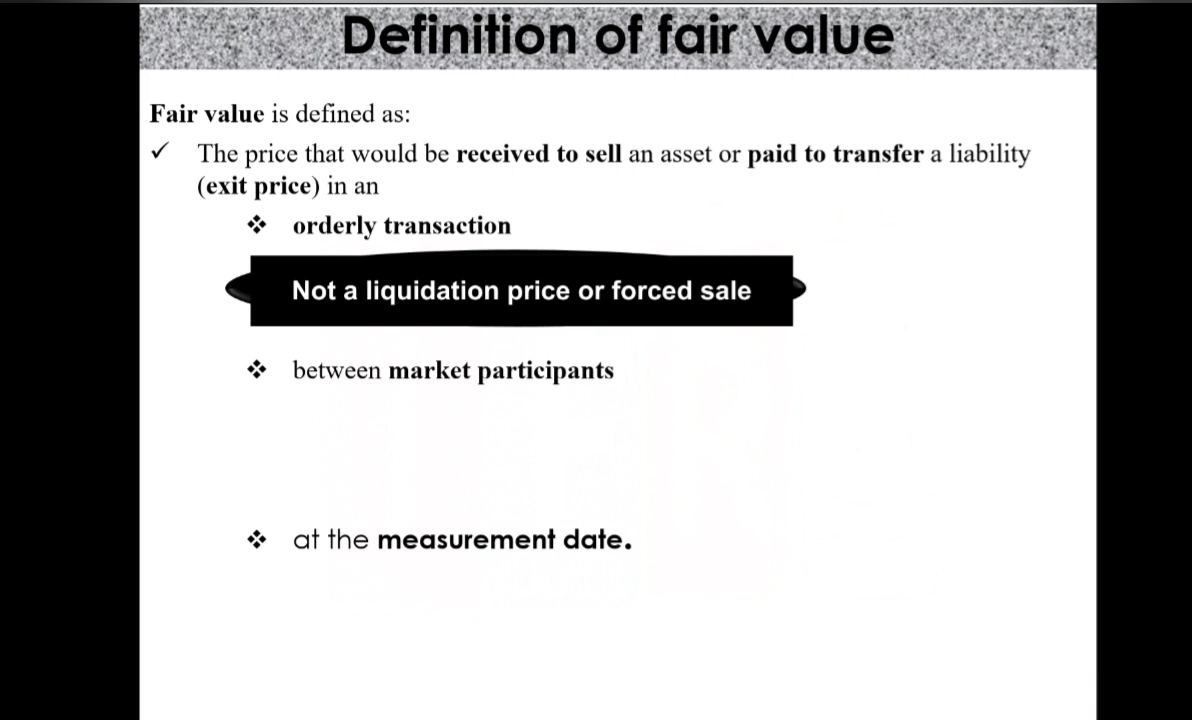 Definition of fair value
Fair value is defined as:
✓ The price that would be received to sell an asset or paid to transfer a liability
(exit price) in an
❖ orderly transaction
Not a liquidation price or forced sale
❖ between market participants
❖ at the measurement date.